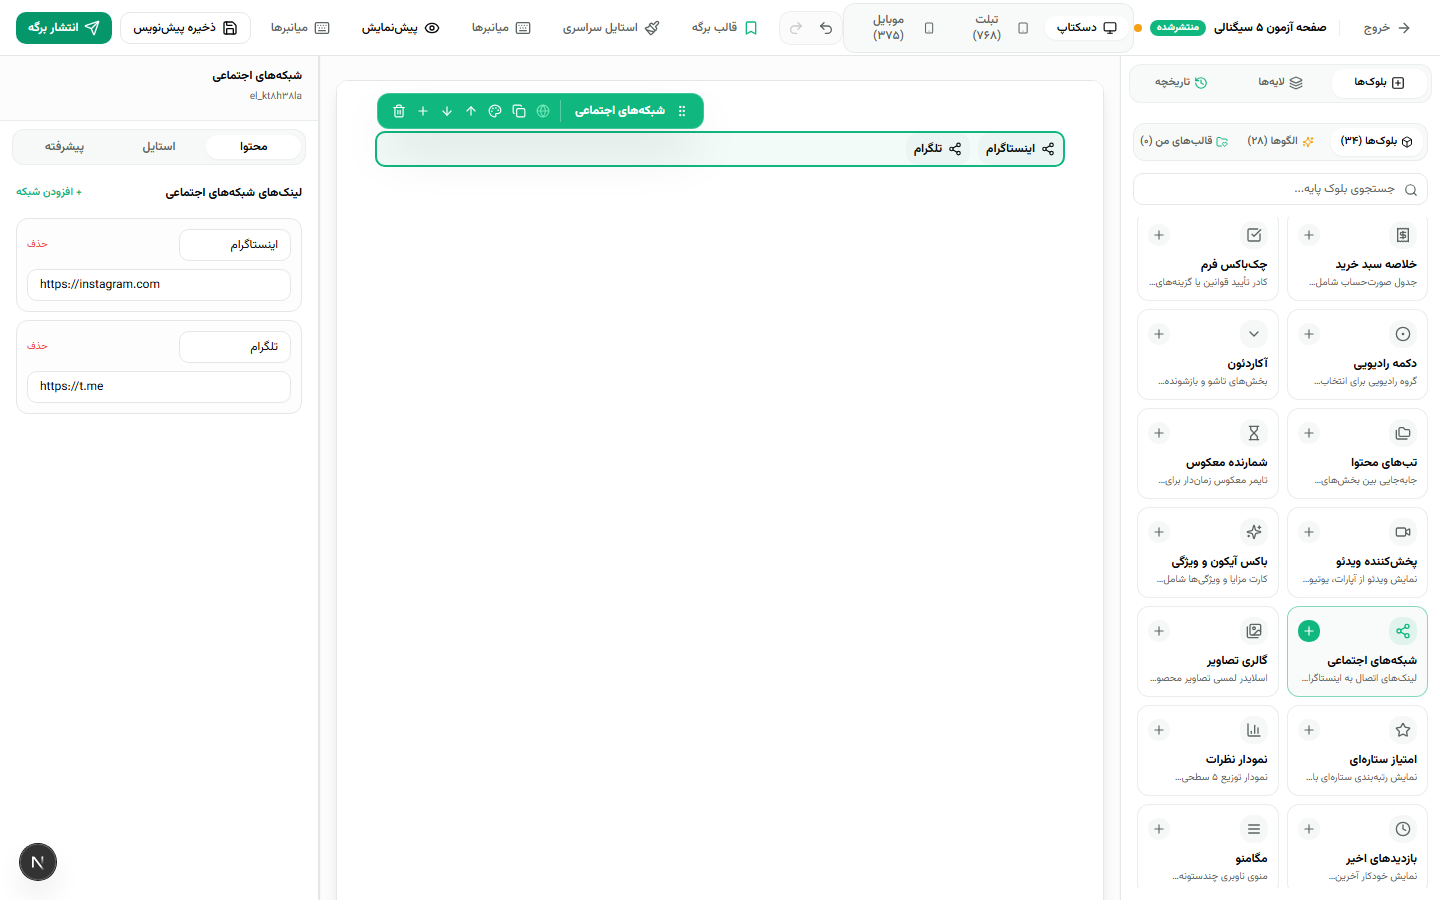 خروج
صفحه آزمون ۵ سیگنالی
منتشرشده
دسکتاپ
تبلت (۷۶۸)
موبایل (۳۷۵)
قالب برگه
استایل سراسری
میانبرها
پیش‌نمایش
میانبرها
ذخیره پیش‌نویس
انتشار برگه
بلوک‌ها
لایه‌ها
تاریخچه
بلوک‌ها (۳۴)
الگوها (۲۸)
قالب‌های من (۰)
جستجوی بلوک پایه...
خلاصه سبد خرید
جدول صورت‌حساب شامل...
چک‌باکس فرم
کادر تأیید قوانین یا گزینه‌های...
دکمه رادیویی
گروه رادیویی برای انتخاب...
آکاردئون
بخش‌های تاشو و بازشونده...
تب‌های محتوا
جابه‌جایی بین بخش‌های...
شمارنده معکوس
تایمر معکوس زمان‌دار برای...
پخش‌کننده ویدئو
نمایش ویدئو از آپارات، یوتیو...
باکس آیکون و ویژگی
کارت مزایا و ویژگی‌ها شامل...
شبکه‌های اجتماعی
لینک‌های اتصال به اینستاگرا...
گالری تصاویر
اسلایدر لمسی تصاویر محصو...
امتیاز ستاره‌ای
نمایش رتبه‌بندی ستاره‌ای با...
نمودار نظرات
نمودار توزیع ۵ سطحی...
بازدیدهای اخیر
نمایش خودکار آخرین...
مگامنو
منوی ناوبری چندستونه...
شبکه‌های اجتماعی
اینستاگرام
تلگرام
شبکه‌های اجتماعی
el_kt۸h۳۸la
محتوا
استایل
پیشرفته
لینک‌های شبکه‌های اجتماعی
+ افزودن شبکه
اینستاگرام
حذف
https://instagram.com
تلگرام
حذف
https://t.me
N